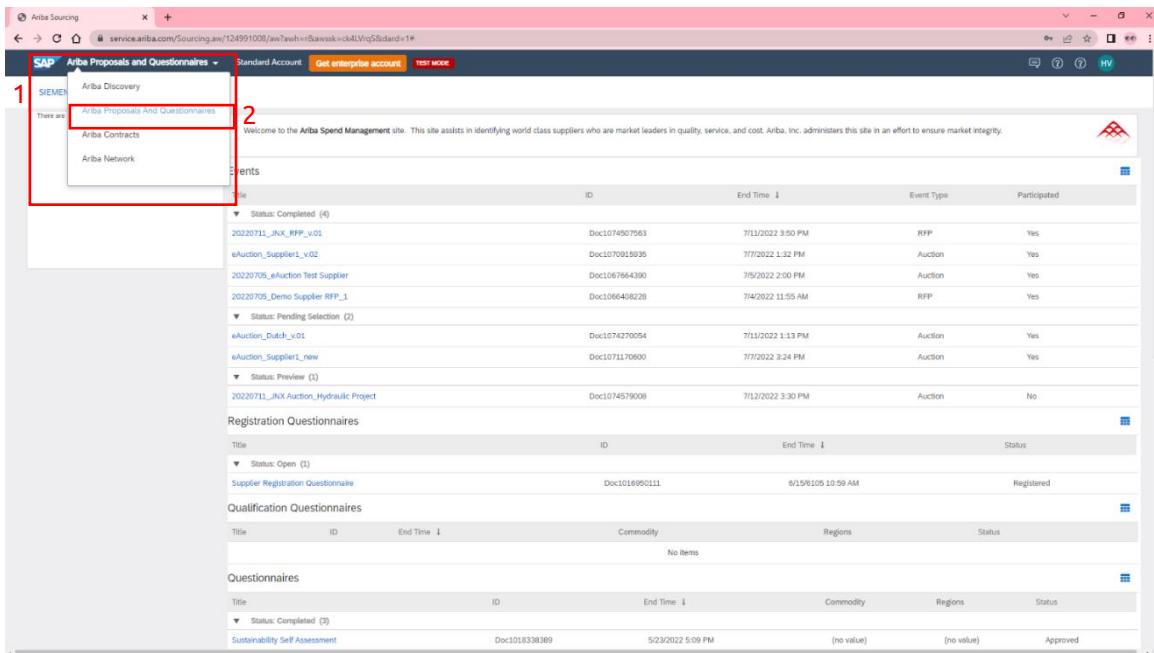 Ariba Sourcing
service.ariba.com/Sourcing.aw/124991008/aw?awh=r&awssk=ck4LVrqS&dard=1#
SAP Ariba Proposals and Questionnaires Standard Account Get enterprise account TEST MODE HV
1
SIEMEN
Ariba Discovery
There are
Ariba Proposals And Questionnaires
2
Ariba Contracts
Ariba Network
Welcome to the Ariba Spend Management site. This site assists in identifying world class suppliers who are market leaders in quality, service, and cost. Ariba, Inc. administers this site in an effort to ensure market integrity.
Events
Title ID End Time ↓ Event Type Participated
▼ Status: Completed (4)
20220711_JNX_RFP_v.01 Doc1074507563 7/11/2022 3:50 PM RFP Yes
eAuction_Supplier1_v.02 Doc1070915935 7/7/2022 1:32 PM Auction Yes
20220705_eAuction Test Supplier Doc1067664390 7/5/2022 2:00 PM Auction Yes
20220705_Demo Supplier RFP_1 Doc1066408228 7/4/2022 11:55 AM RFP Yes
▼ Status: Pending Selection (2)
eAuction_Dutch_v.01 Doc1074270054 7/11/2022 1:13 PM Auction Yes
eAuction_Supplier1_new Doc1071170600 7/7/2022 3:24 PM Auction Yes
▼ Status: Preview (1)
20220711_JNX Auction_Hydraulic Project Doc1074579008 7/12/2022 3:30 PM Auction No
Registration Questionnaires
Title ID End Time ↓ Status
▼ Status: Open (1)
Supplier Registration Questionnaire Doc1016950111 6/15/6105 10:59 AM Registered
Qualification Questionnaires
Title ID End Time ↓ Commodity Regions Status
No items
Questionnaires
Title ID End Time ↓ Commodity Regions Status
▼ Status: Completed (3)
Sustainability Self Assessment Doc1018338389 5/23/2022 5:09 PM (no value) (no value) Approved